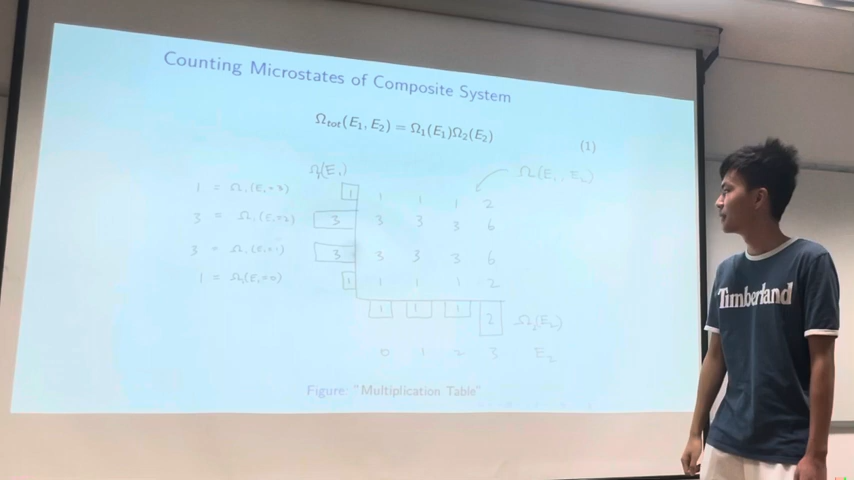 Counting Microstates of Composite System
Ωtot(E1, E2) = Ω1(E1)Ω2(E2) (1)
Ω1(E1)
Ω(E1, E2)
1 = Ω1(E1=3) 1 1 1 1 2
3 = Ω1(E1=2) 3 3 3 3 6
3 = Ω1(E1=1) 3 3 3 3 6
1 = Ω1(E1=0) 1 1 1 1 2
1 1 1 2 Ω2(E2)
0 1 2 3 E2
Figure: "Multiplication Table"
Timberland